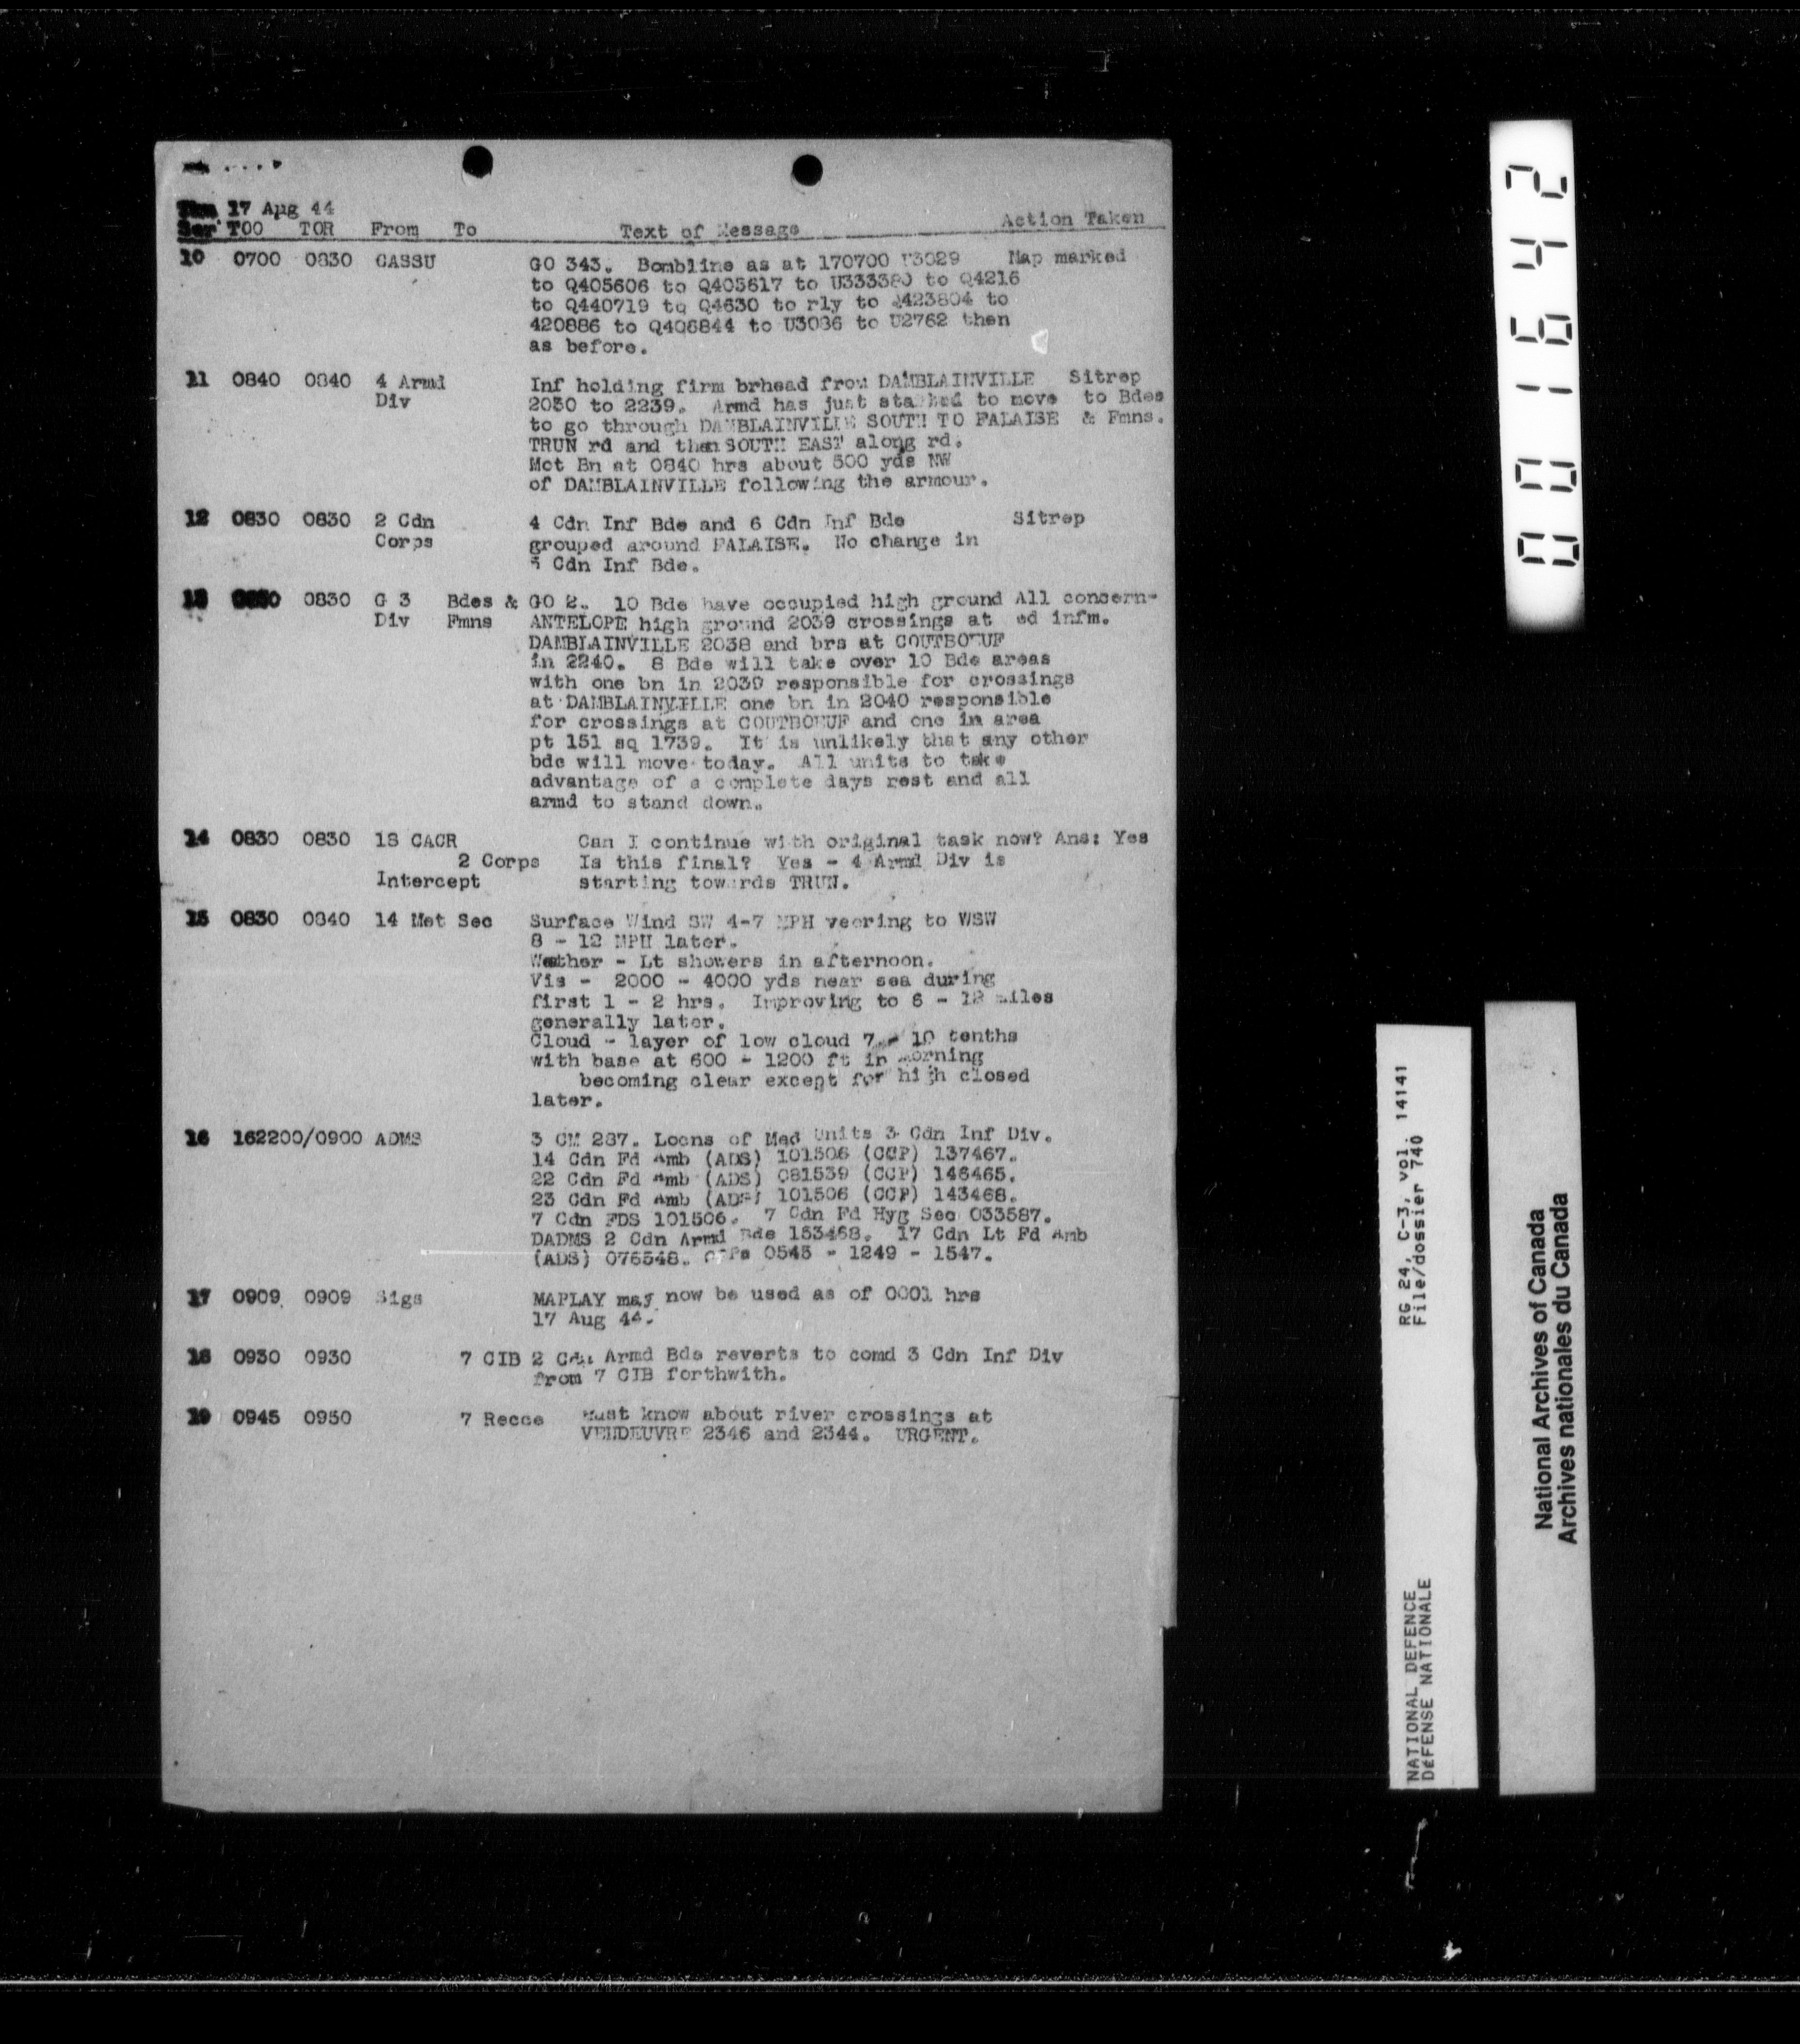 17 Aug 44
Ser TOO TOR From To Text of Message Action Taken
10 0700 0830 CASSU GO 343. Bombline as at 170700 U3029 Map marked
to Q405606 to Q405617 to U333380 to Q4216
to Q440719 to Q4630 to rly to Q423804 to
420886 to Q406844 to U3036 to U2762 then
as before.
11 0840 0840 4 Armd Inf holding firm brhead from DAMBLAINVILLE Sitrep
Div 2030 to 2239. Armd has just started to move to Bdes
to go through DAMBLAINVILLE SOUTH TO FALAISE & Fmns.
TRUN rd and then SOUTH EAST along rd.
Mot Bn at 0840 hrs about 500 yds NW
of DAMBLAINVILLE following the armour.
12 0830 0830 2 Cdn 4 Cdn Inf Bde and 6 Cdn Inf Bde Sitrep
Corps grouped around FALAISE. No change in
Cdn Inf Bde.
13 0830 G 3 Bdes & GO 2. 10 Bde have occupied high ground All concern-
Div Fmns ANTELOPE high ground 2039 crossings at ed infm.
DAMBLAINVILLE 2038 and brs at COUTBOEUF
in 2240. 8 Bde will take over 10 Bde areas
with one bn in 2039 responsible for crossings
at DAMBLAINVILLE one bn in 2040 responsible
for crossings at COUTBOEUF and one in area
pt 151 sq 1739. It is unlikely that any other
bde will move today. All units to take
advantage of a complete days rest and all
armd to stand down.
14 0830 0830 18 CACR Can I continue with original task now? Ans: Yes
2 Corps Is this final? Yes - 4 Armd Div is
Intercept starting towards TRUN.
15 0830 0840 14 Met Sec Surface Wind SW 4-7 MPH veering to WSW
8 - 12 MPH later.
Weather - Lt showers in afternoon.
Vis - 2000 - 4000 yds near sea during
first 1 - 2 hrs. Improving to 6 - 12 miles
generally later.
Cloud - layer of low cloud 7 - 10 tenths
with base at 600 - 1200 ft in morning
becoming clear except for high closed
later.
16 162200/0900 ADMS 3 CM 287. Locns of Med Units 3 Cdn Inf Div.
14 Cdn Fd Amb (ADS) 101506 (CCP) 137467.
22 Cdn Fd Amb (ADS) 081539 (CCP) 146465.
23 Cdn Fd Amb (ADS) 101506 (CCP) 143468.
7 Cdn FDS 101506. 7 Cdn Fd Hyg Sec 033587.
DADMS 2 Cdn Armd Bde 153468. 17 Cdn Lt Fd Amb
(ADS) 076548. 0545 - 1249 - 1547.
17 0909 0909 Sigs MAPLAY may now be used as of 0001 hrs
17 Aug 44.
18 0930 0930 7 CIB 2 Cdn Armd Bde reverts to comd 3 Cdn Inf Div
from 7 CIB forthwith.
19 0945 0950 7 Recce Must know about river crossings at
VENDEUVRE 2346 and 2344. URGENT.
001642
RG 24, C-3, vol. 14141
File/dossier 740
NATIONAL DEFENCE
DéFENSE NATIONALE
National Archives of Canada
Archives nationales du Canada